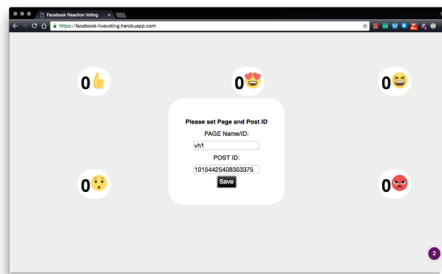 Facebook Reaction Voting
https://facebook-livevoting.herokuapp.com
0 0 0
Please set Page and Post ID
PAGE Name/ID:
vh1
POST ID:
10154425408353375
Save
0 0
2